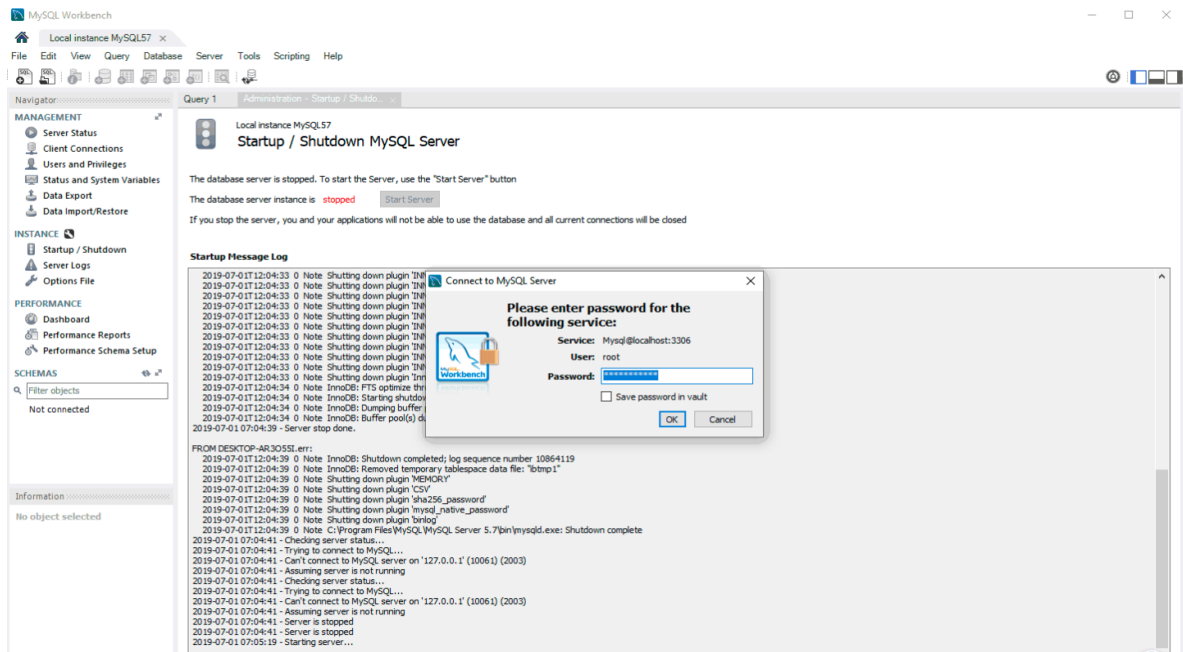 MySQL Workbench
Local instance MySQL57
File Edit View Query Database Server Tools Scripting Help
Navigator
MANAGEMENT
Server Status
Client Connections
Users and Privileges
Status and System Variables
Data Export
Data Import/Restore
INSTANCE
Startup / Shutdown
Server Logs
Options File
PERFORMANCE
Dashboard
Performance Reports
Performance Schema Setup
SCHEMAS
Filter objects
Not connected
Information
No object selected
Query 1
Administration - Startup / Shutdo..
Local instance MySQL57
Startup / Shutdown MySQL Server
The database server is stopped. To start the Server, use the "Start Server" button
The database server instance is stopped Start Server
If you stop the server, you and your applications will not be able to use the database and all current connections will be closed
Startup Message Log
2019-07-01T12:04:33 0 Note Shutting down plugin 'INN
2019-07-01T12:04:33 0 Note Shutting down plugin 'INN
2019-07-01T12:04:33 0 Note Shutting down plugin 'INN
2019-07-01T12:04:33 0 Note Shutting down plugin 'INN
2019-07-01T12:04:33 0 Note Shutting down plugin 'INN
2019-07-01T12:04:33 0 Note Shutting down plugin 'INN
2019-07-01T12:04:33 0 Note Shutting down plugin 'INN
2019-07-01T12:04:33 0 Note Shutting down plugin 'INN
2019-07-01T12:04:33 0 Note Shutting down plugin 'INN
2019-07-01T12:04:33 0 Note Shutting down plugin 'INN
2019-07-01T12:04:33 0 Note Shutting down plugin 'Inn
2019-07-01T12:04:34 0 Note InnoDB: FTS optimize thr
2019-07-01T12:04:34 0 Note InnoDB: Starting shutdow
2019-07-01T12:04:34 0 Note InnoDB: Dumping buffer
2019-07-01T12:04:34 0 Note InnoDB: Buffer pool(s) du
2019-07-01 07:04:39 - Server stop done.
FROM DESKTOP-AR3O55I.err:
2019-07-01T12:04:39 0 Note InnoDB: Shutdown completed; log sequence number 10864119
2019-07-01T12:04:39 0 Note InnoDB: Removed temporary tablespace data file: "ibtmp1"
2019-07-01T12:04:39 0 Note Shutting down plugin 'MEMORY'
2019-07-01T12:04:39 0 Note Shutting down plugin 'CSV'
2019-07-01T12:04:39 0 Note Shutting down plugin 'sha256_password'
2019-07-01T12:04:39 0 Note Shutting down plugin 'mysql_native_password'
2019-07-01T12:04:39 0 Note Shutting down plugin 'binlog'
2019-07-01T12:04:39 0 Note C:\Program Files\MySQL\MySQL Server 5.7\bin\mysqld.exe: Shutdown complete
2019-07-01 07:04:41 - Checking server status...
2019-07-01 07:04:41 - Trying to connect to MySQL...
2019-07-01 07:04:41 - Can't connect to MySQL server on '127.0.0.1' (10061) (2003)
2019-07-01 07:04:41 - Assuming server is not running
2019-07-01 07:04:41 - Checking server status...
2019-07-01 07:04:41 - Trying to connect to MySQL...
2019-07-01 07:04:41 - Can't connect to MySQL server on '127.0.0.1' (10061) (2003)
2019-07-01 07:04:41 - Assuming server is not running
2019-07-01 07:04:41 - Server is stopped
2019-07-01 07:04:41 - Server is stopped
2019-07-01 07:05:19 - Starting server...
Connect to MySQL Server
Please enter password for the
following service:
Service: Mysql@localhost:3306
User: root
Password: ***********
Save password in vault
OK Cancel
MySQL
Workbench